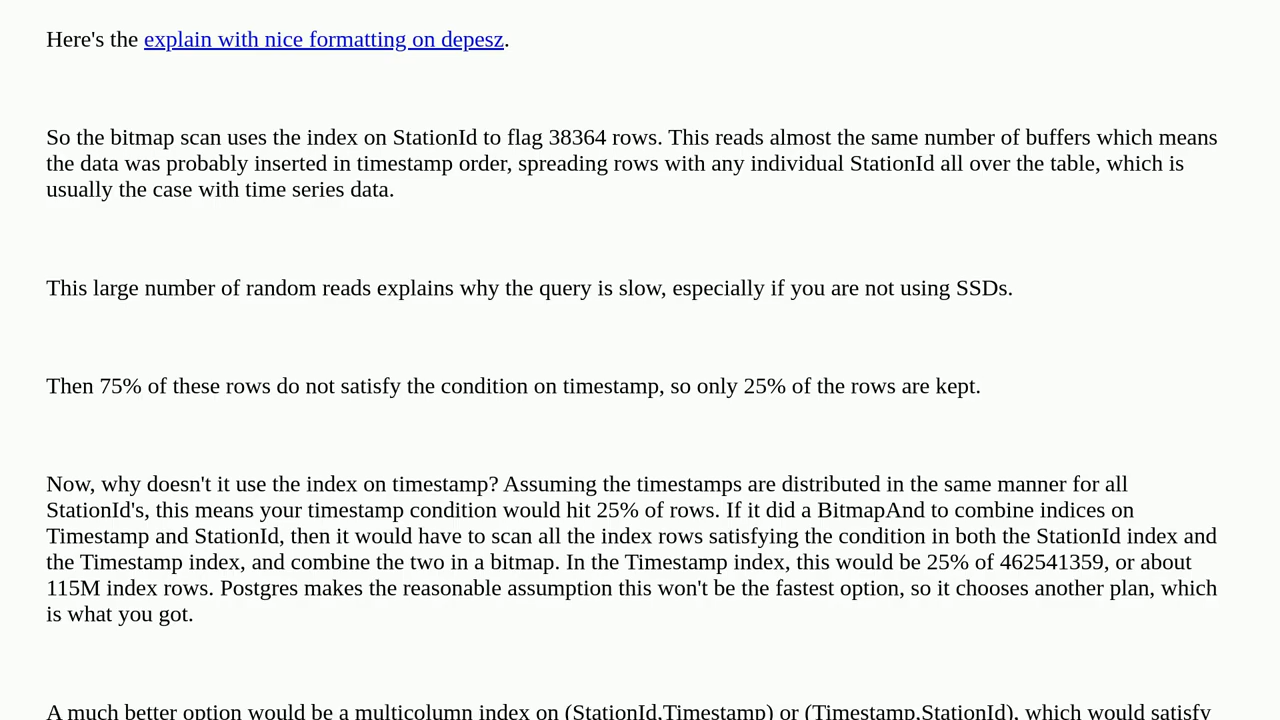 Here's the explain with nice formatting on depesz.
So the bitmap scan uses the index on StationId to flag 38364 rows. This reads almost the same number of buffers which means
the data was probably inserted in timestamp order, spreading rows with any individual StationId all over the table, which is
usually the case with time series data.
This large number of random reads explains why the query is slow, especially if you are not using SSDs.
Then 75% of these rows do not satisfy the condition on timestamp, so only 25% of the rows are kept.
Now, why doesn't it use the index on timestamp? Assuming the timestamps are distributed in the same manner for all
StationId's, this means your timestamp condition would hit 25% of rows. If it did a BitmapAnd to combine indices on
Timestamp and StationId, then it would have to scan all the index rows satisfying the condition in both the StationId index and
the Timestamp index, and combine the two in a bitmap. In the Timestamp index, this would be 25% of 462541359, or about
115M index rows. Postgres makes the reasonable assumption this won't be the fastest option, so it chooses another plan, which
is what you got.
A much better option would be a multicolumn index on (StationId,Timestamp) or (Timestamp,StationId), which would satisfy